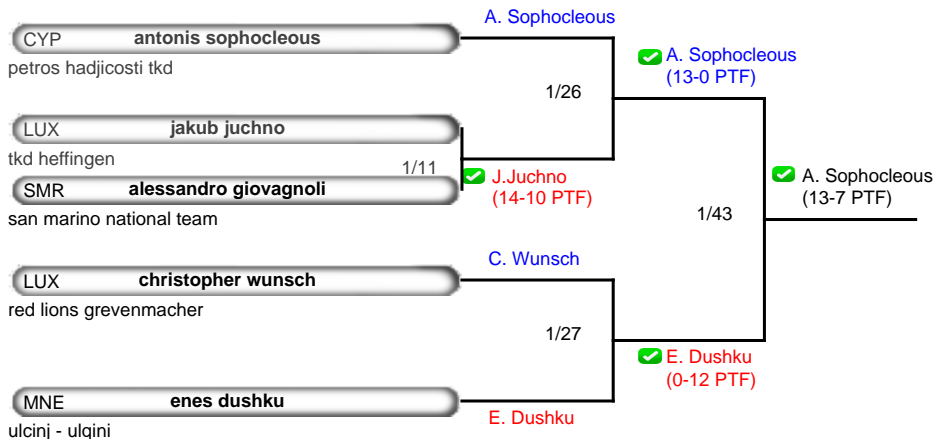 A. Sophocleous
CYP antonis sophocleous
petros hadjicosti tkd
A. Sophocleous
(13-0 PTF)
1/26
LUX jakub juchno
tkd heffingen
1/11
J.Juchno
(14-10 PTF)
SMR alessandro giovagnoli
san marino national team
A. Sophocleous
(13-7 PTF)
1/43
C. Wunsch
LUX christopher wunsch
red lions grevenmacher
1/27
E. Dushku
(0-12 PTF)
MNE enes dushku
E. Dushku
ulcinj - ulqini